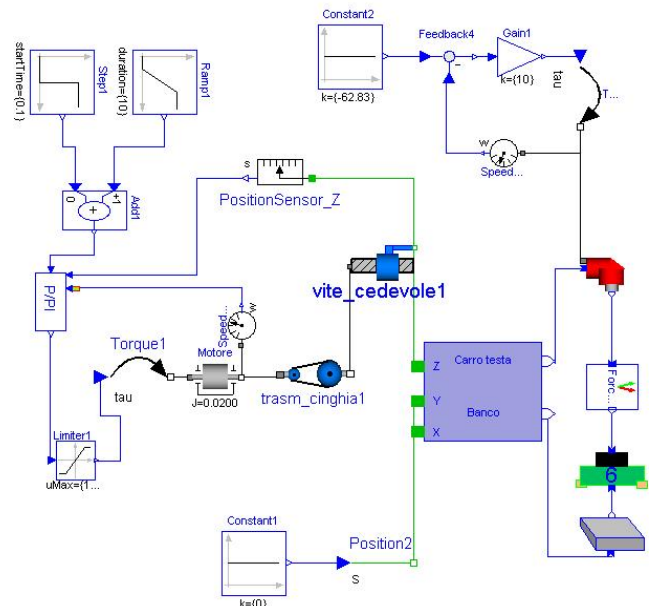 Constant2
k={-62.83}
Feedback4
-
Gain1
k={10}
tau
T...
w
Speed...
startTime={0.1}
Step1
duration={10}
Ramp1
0
+
+1
Add1
s
PositionSensor_Z
P/PI
Speed...
w
vite_cedevole1
Torque1
tau
Motore
J=0.0200
trasm_cinghia1
Limiter1
uMax={1...
Z
Y
X
Carro testa
Banco
Forc...
6
Constant1
k={0}
Position2
s